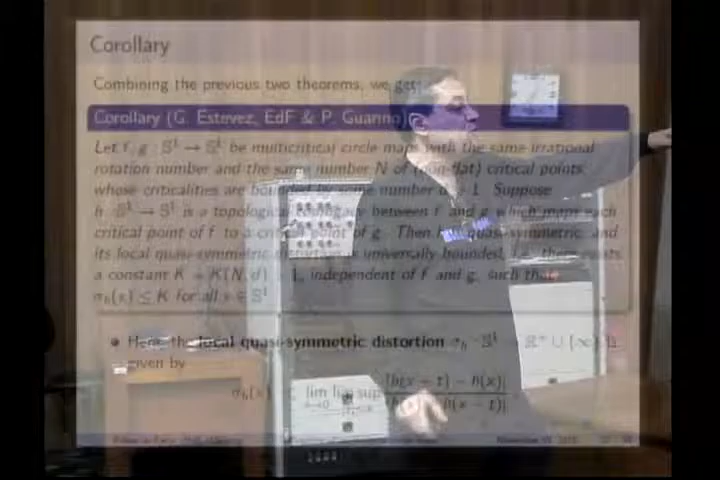 Corollary
Combining the previous two theorems, we get:
Corollary (G. Estevez, EdF & P. Guarino)
Let f, g : S¹ → S¹ be multicritical circle maps with the same irrational
rotation number and the same number N of (non-flat) critical points,
whose criticalities are bounded by some number d > 1. Suppose
h : S¹ → S¹ is a topological conjugacy between f and g which maps each
critical point of f to a critical point of g. Then h is quasi-symmetric, and
its local quasi-symmetric distortion is universally bounded, i.e. there exists
a constant K = K(N, d) > 1, independent of f and g, such that
σₕ(x) ≤ K for all x ∈ S¹
• Here, the local quasi-symmetric distortion σₕ : S¹ → ℝ⁺ ∪ {∞} is
given by
σₕ(x) = lim sup |h(x + t) − h(x)|
h(x − t)|